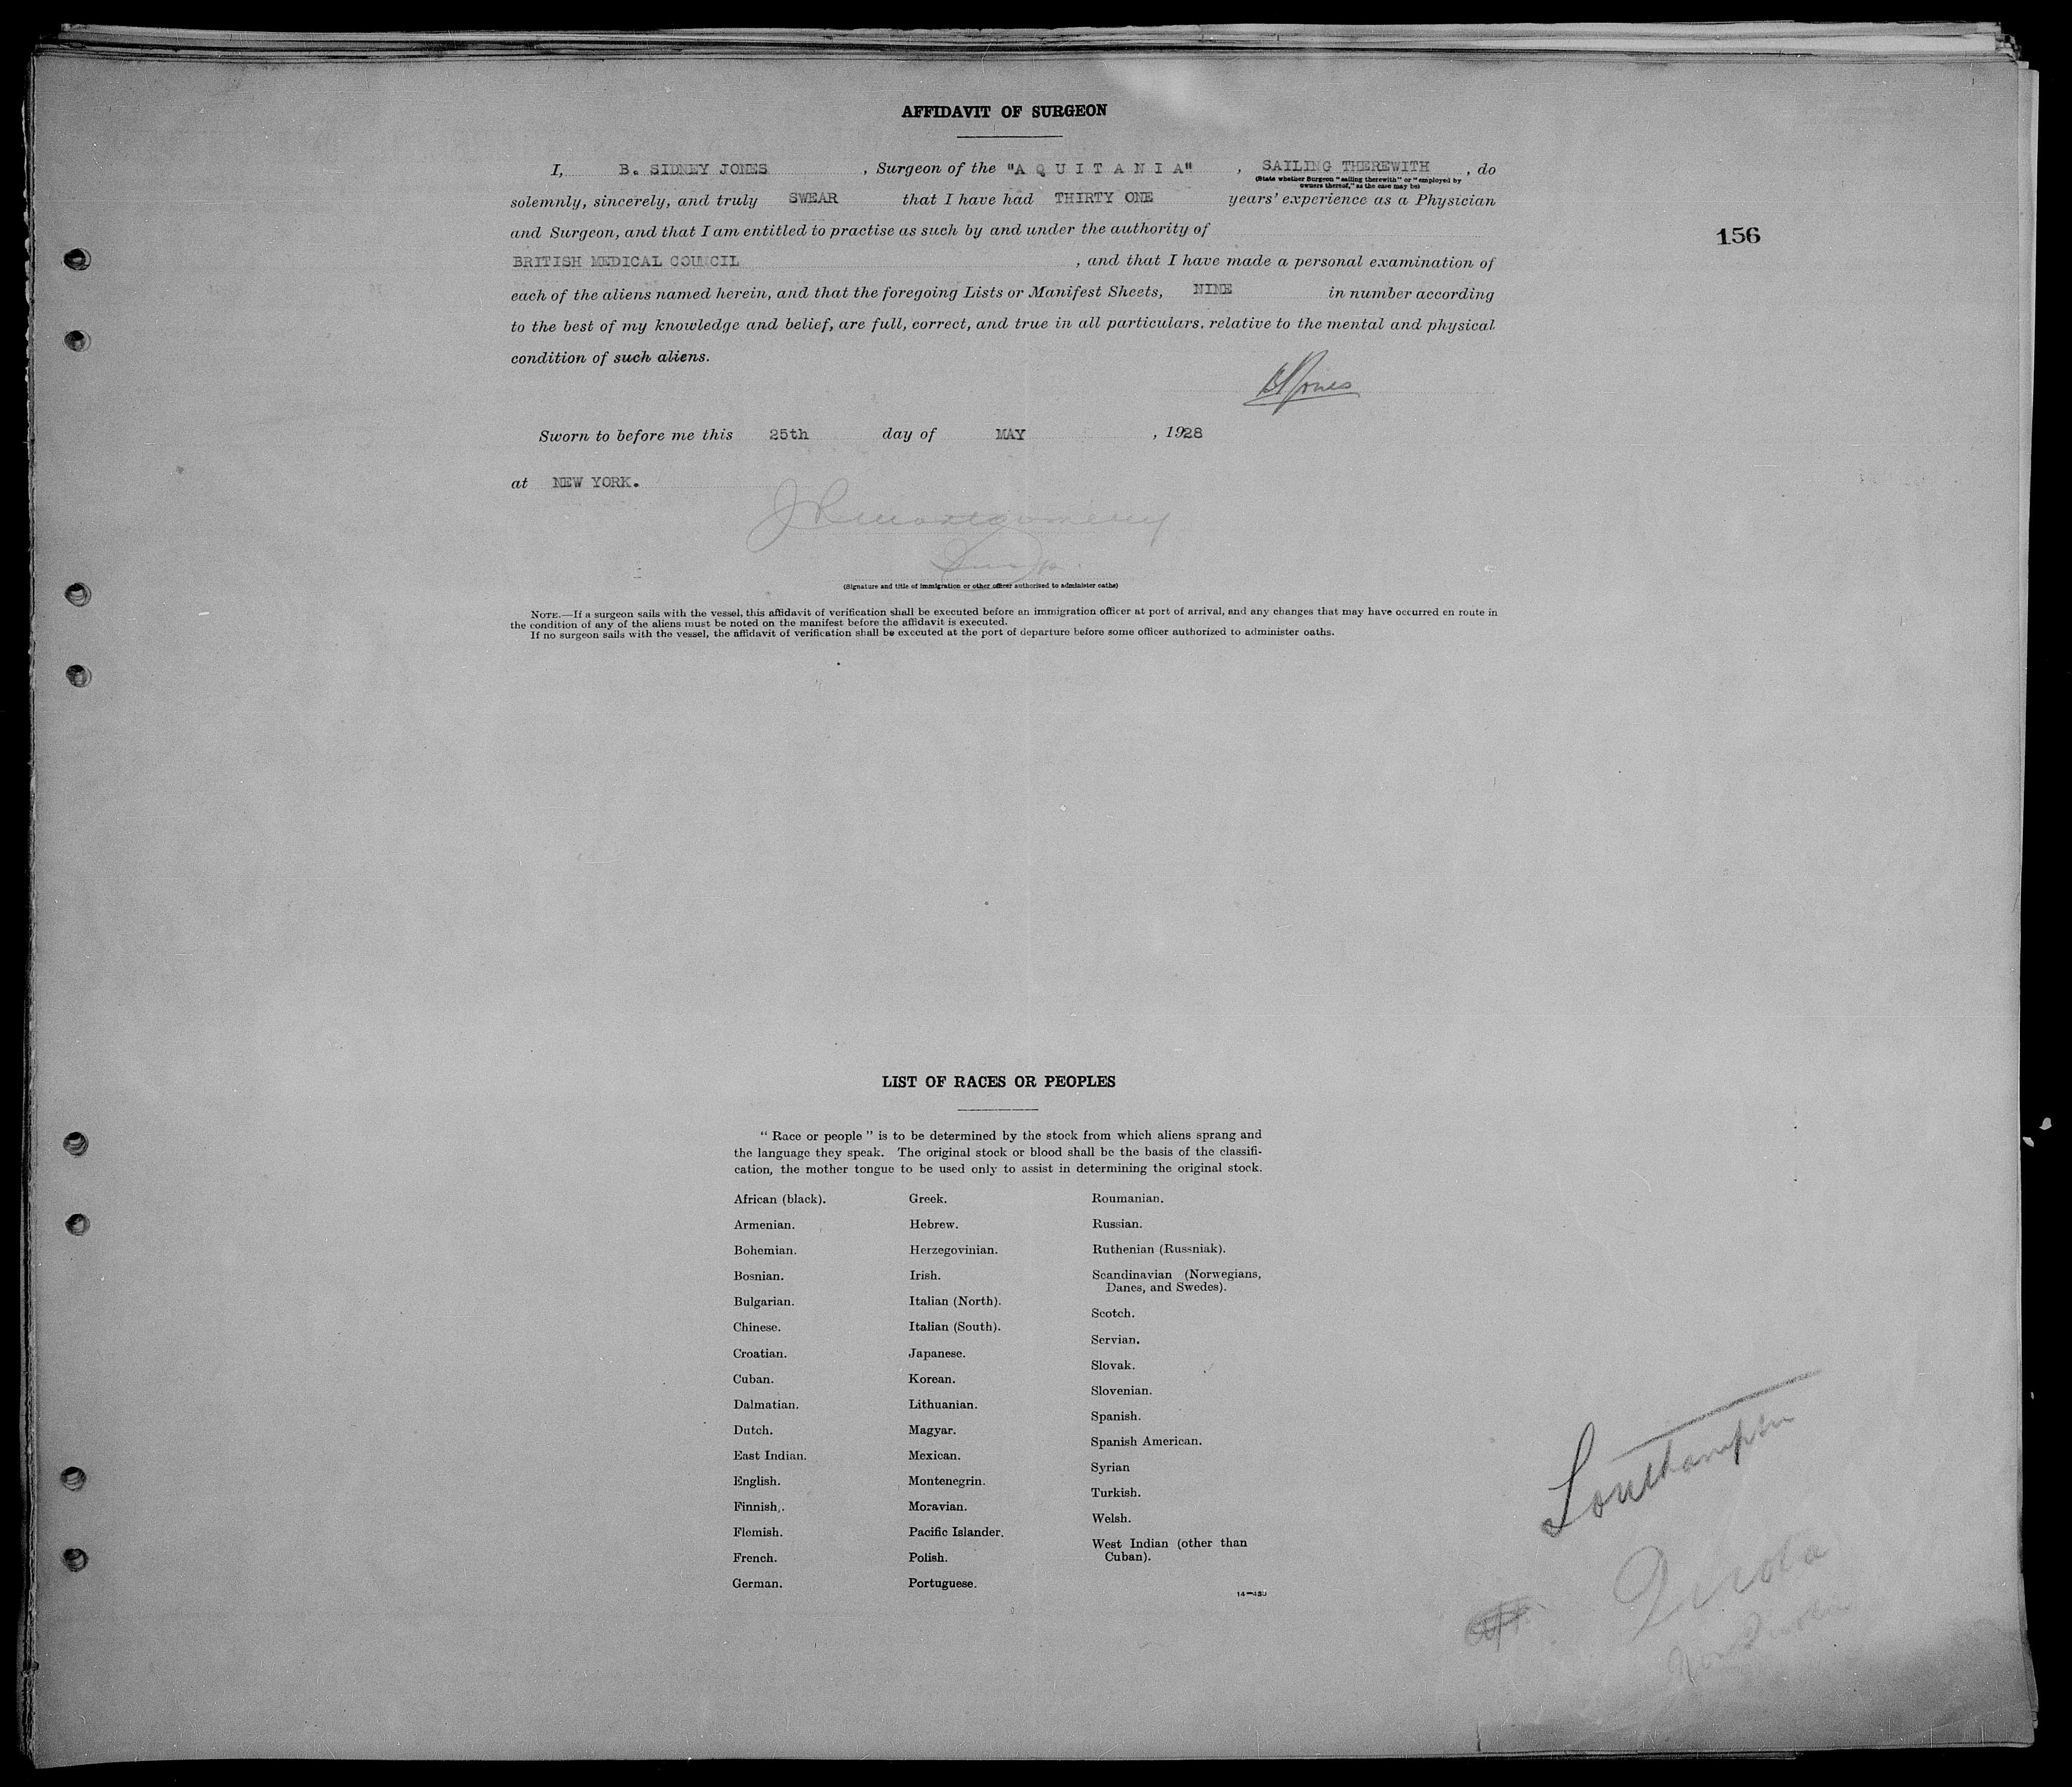 AFFIDAVIT OF SURGEON
I, B. SIDNEY JONES , Surgeon of the "A Q U I T A N I A" , SAILING THEREWITH , do
(State whether Surgeon "sailing therewith" or "employed by
owners thereof," as the case may be)
solemnly, sincerely, and truly SWEAR that I have had THIRTY ONE years' experience as a Physician
and Surgeon, and that I am entitled to practise as such by and under the authority of
156
BRITISH MEDICAL COUNCIL , and that I have made a personal examination of
each of the aliens named herein, and that the foregoing Lists or Manifest Sheets, NINE in number according
to the best of my knowledge and belief, are full, correct, and true in all particulars, relative to the mental and physical
condition of such aliens.
BSJones
Sworn to before me this 25th day of MAY , 1928
at NEW YORK.
J R Montgomery
(Signature and title of immigration or other officer authorized to administer oaths)
NOTE.—If a surgeon sails with the vessel, this affidavit of verification shall be executed before an immigration officer at port of arrival, and any changes that may have occurred en route in
the condition of any of the aliens must be noted on the manifest before the affidavit is executed.
If no surgeon sails with the vessel, the affidavit of verification shall be executed at the port of departure before some officer authorized to administer oaths.
LIST OF RACES OR PEOPLES
" Race or people " is to be determined by the stock from which aliens sprang and
the language they speak. The original stock or blood shall be the basis of the classifi-
cation, the mother tongue to be used only to assist in determining the original stock.
African (black).
Armenian.
Bohemian.
Bosnian.
Bulgarian.
Chinese.
Croatian.
Cuban.
Dalmatian.
Dutch.
East Indian.
English.
Finnish.
Flemish.
French.
German.
Greek.
Hebrew.
Herzegovinian.
Irish.
Italian (North).
Italian (South).
Japanese.
Korean.
Lithuanian.
Magyar.
Mexican.
Montenegrin.
Moravian.
Pacific Islander.
Polish.
Portuguese.
Roumanian.
Russian.
Ruthenian (Russniak).
Scandinavian (Norwegians,
Danes, and Swedes).
Scotch.
Servian.
Slovak.
Slovenian.
Spanish.
Spanish American.
Syrian
Turkish.
Welsh.
West Indian (other than
Cuban).
Southampton